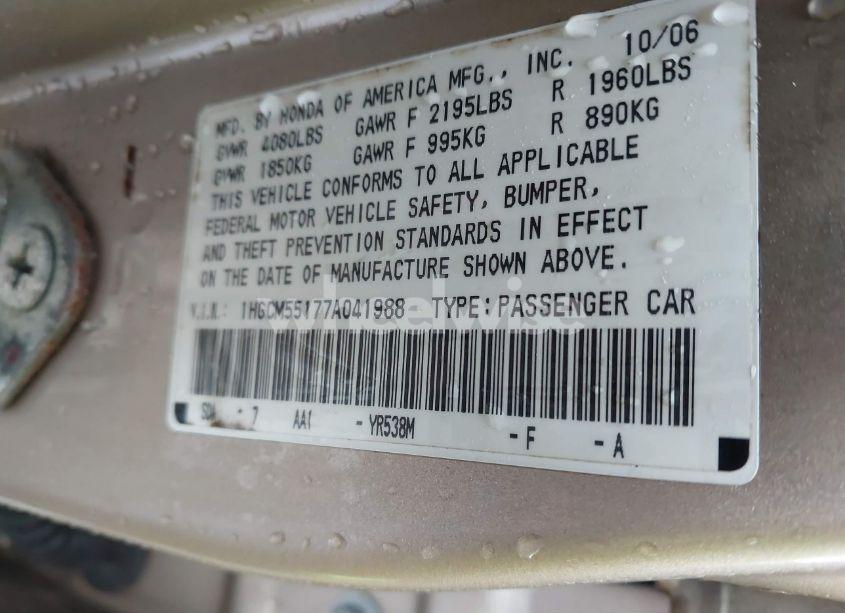 MFD. BY HONDA OF AMERICA MFG., INC. 10/06
GVWR 4080LBS GAWR F 2195LBS R 1960LBS
GVWR 1850KG GAWR F 995KG R 890KG
THIS VEHICLE CONFORMS TO ALL APPLICABLE
FEDERAL MOTOR VEHICLE SAFETY, BUMPER,
AND THEFT PREVENTION STANDARDS IN EFFECT
ON THE DATE OF MANUFACTURE SHOWN ABOVE.
V.I.N.: 1HGCM55177A041988 TYPE:PASSENGER CAR
wheelwise
- 7 AA1 - YR538M - F - A